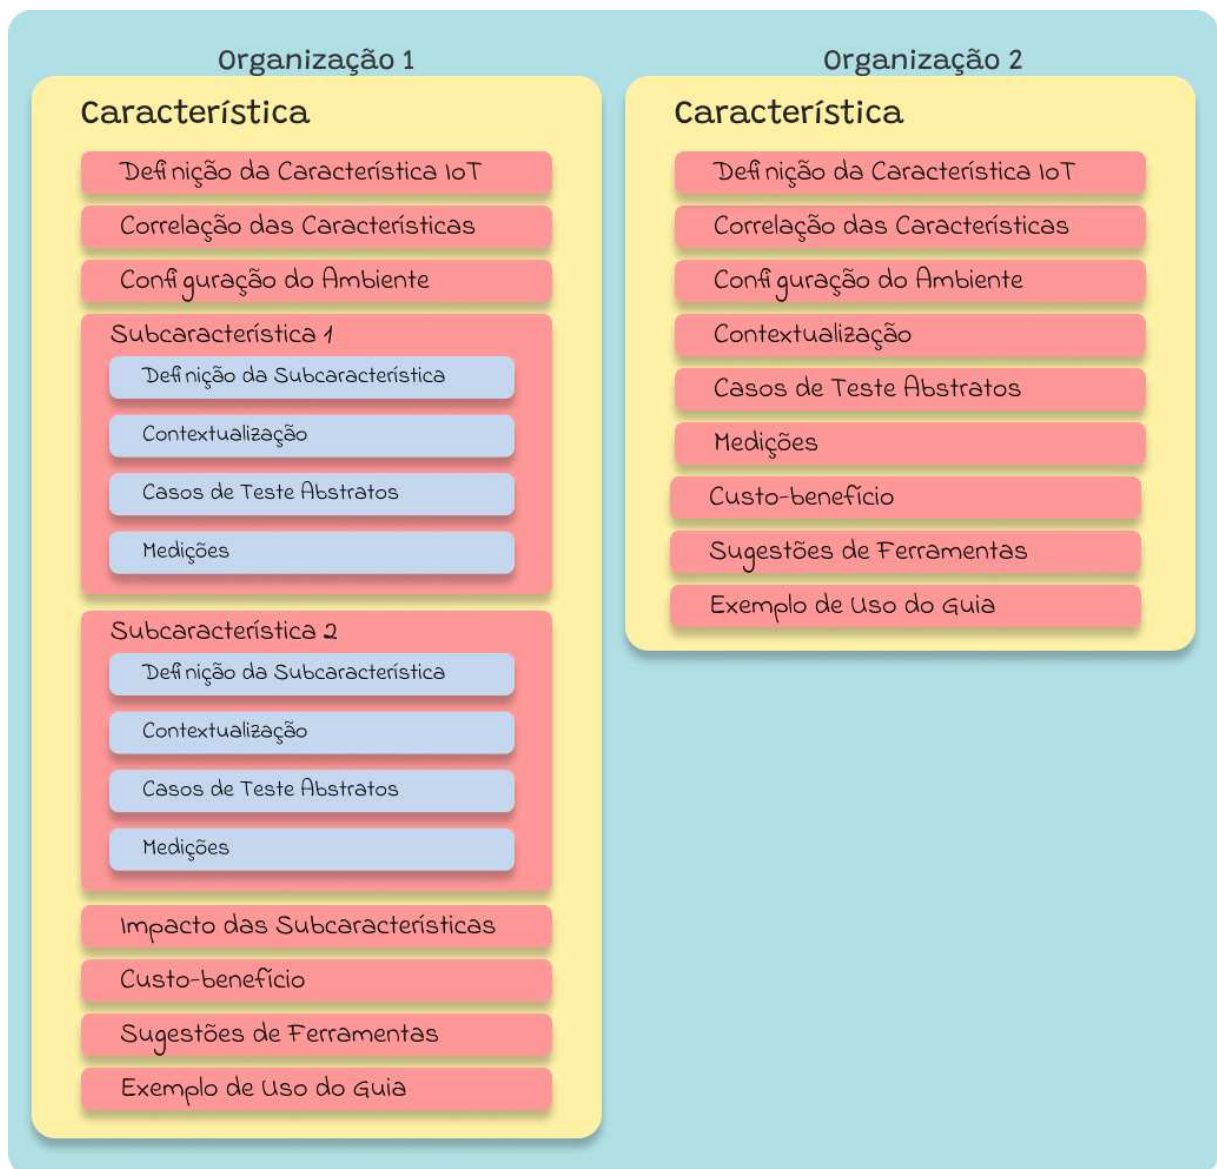 Organização 1
Característica
Definição da Característica IoT
Correlação das Características
Configuração do Ambiente
Subcaracterística 1
Definição da Subcaracterística
Contextualização
Casos de Teste Abstratos
Medições
Subcaracterística 2
Definição da Subcaracterística
Contextualização
Casos de Teste Abstratos
Medições
Impacto das Subcaracterísticas
Custo-benefício
Sugestões de Ferramentas
Exemplo de Uso do Guia
Organização 2
Característica
Definição da Característica IoT
Correlação das Características
Configuração do Ambiente
Contextualização
Casos de Teste Abstratos
Medições
Custo-benefício
Sugestões de Ferramentas
Exemplo de Uso do Guia